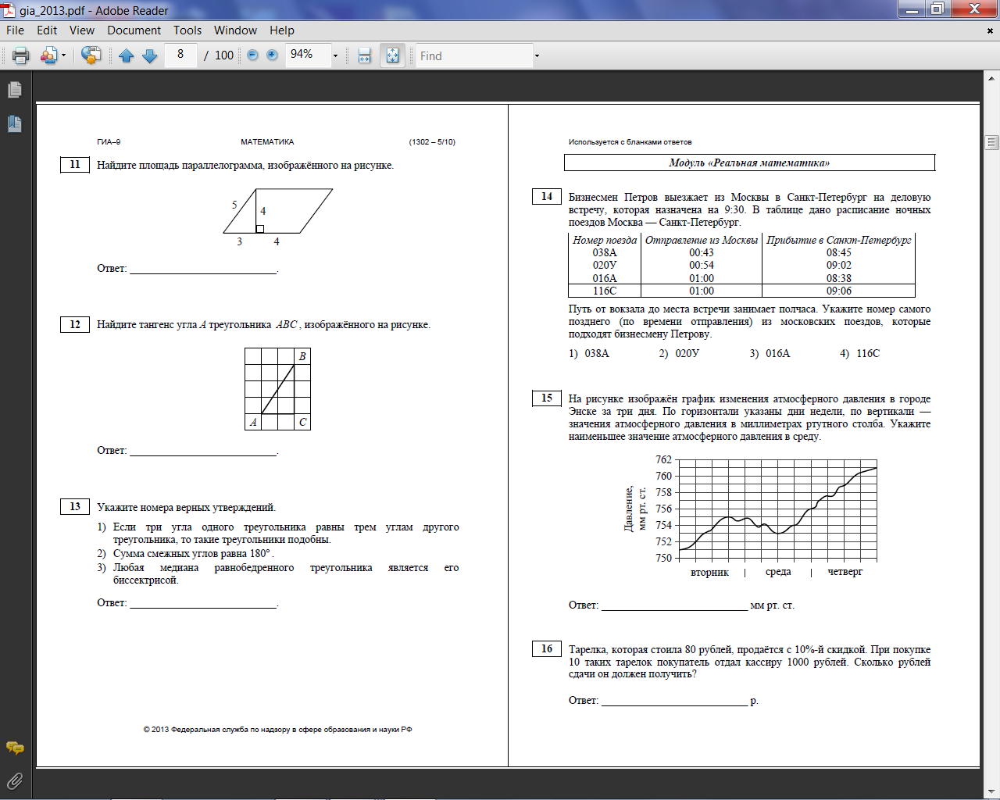 gia_2013.pdf - Adobe Reader
File Edit View Document Tools Window Help
8 / 100 94% Find
ГИА–9 МАТЕМАТИКА (1302 – 5/10)
11 Найдите площадь параллелограмма, изображённого на рисунке.
5
4
3 4
Ответ: ___________________________.
12 Найдите тангенс угла A треугольника ABC , изображённого на рисунке.
B
A C
Ответ: ___________________________.
13 Укажите номера верных утверждений.
1) Если три угла одного треугольника равны трем углам другого
треугольника, то такие треугольники подобны.
2) Сумма смежных углов равна 180° .
3) Любая медиана равнобедренного треугольника является его
биссектрисой.
Ответ: ___________________________.
© 2013 Федеральная служба по надзору в сфере образования и науки РФ
Используется с бланками ответов
Модуль «Реальная математика»
14 Бизнесмен Петров выезжает из Москвы в Санкт-Петербург на деловую
встречу, которая назначена на 9:30. В таблице дано расписание ночных
поездов Москва — Санкт-Петербург.
Номер поезда Отправление из Москвы Прибытие в Санкт-Петербург
038А 00:43 08:45
020У 00:54 09:02
016А 01:00 08:38
116С 01:00 09:06
Путь от вокзала до места встречи занимает полчаса. Укажите номер самого
позднего (по времени отправления) из московских поездов, которые
подходят бизнесмену Петрову.
1) 038А 2) 020У 3) 016А 4) 116С
15 На рисунке изображён график изменения атмосферного давления в городе
Энске за три дня. По горизонтали указаны дни недели, по вертикали —
значения атмосферного давления в миллиметрах ртутного столба. Укажите
наименьшее значение атмосферного давления в среду.
Давление,
мм рт. ст.
762
760
758
756
754
752
750
вторник | среда | четверг
Ответ: ___________________________ мм рт. ст.
16 Тарелка, которая стоила 80 рублей, продаётся с 10%-й скидкой. При покупке
10 таких тарелок покупатель отдал кассиру 1000 рублей. Сколько рублей
сдачи он должен получить?
Ответ: ___________________________ р.